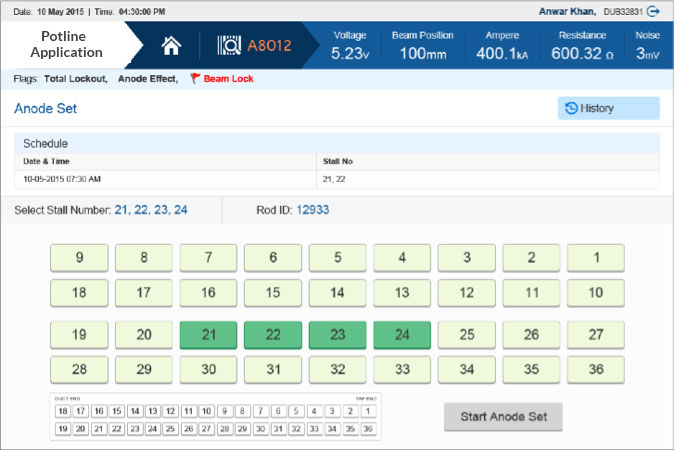 Date: 10 May 2015 | Time: 04:30:00 PM
Anwar Khan, DUB32831
Potline Application
A8012
Voltage 5.23v
Beam Position 100mm
Ampere 400.1kA
Resistance 600.32 Ω
Noise 3mV
Flags: Total Lockout, Anode Effect, Beam Lock
Anode Set
History
Schedule
Date & Time Stall No
10-05-2015 07:30 AM 21, 22
Select Stall Number: 21, 22, 23, 24 Rod ID: 12933
9 8 7 6 5 4 3 2 1
18 17 16 15 14 13 12 11 10
19 20 21 22 23 24 25 26 27
28 29 30 31 32 33 34 35 36
DUCT END TAP END
18 17 16 15 14 13 12 11 10 9 8 7 6 5 4 3 2 1
19 20 21 22 23 24 25 26 27 28 29 30 31 32 33 34 35 36
Start Anode Set